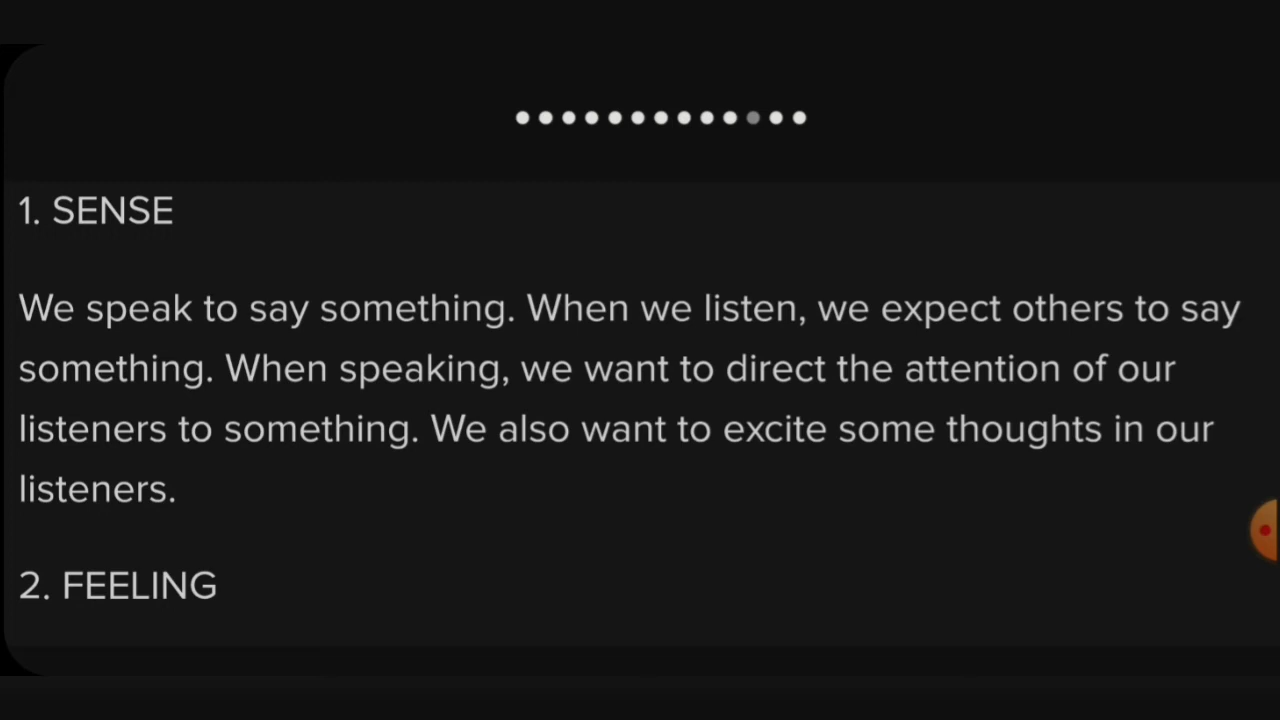 1. SENSE
We speak to say something. When we listen, we expect others to say
something. When speaking, we want to direct the attention of our
listeners to something. We also want to excite some thoughts in our
listeners.
2. FEELING